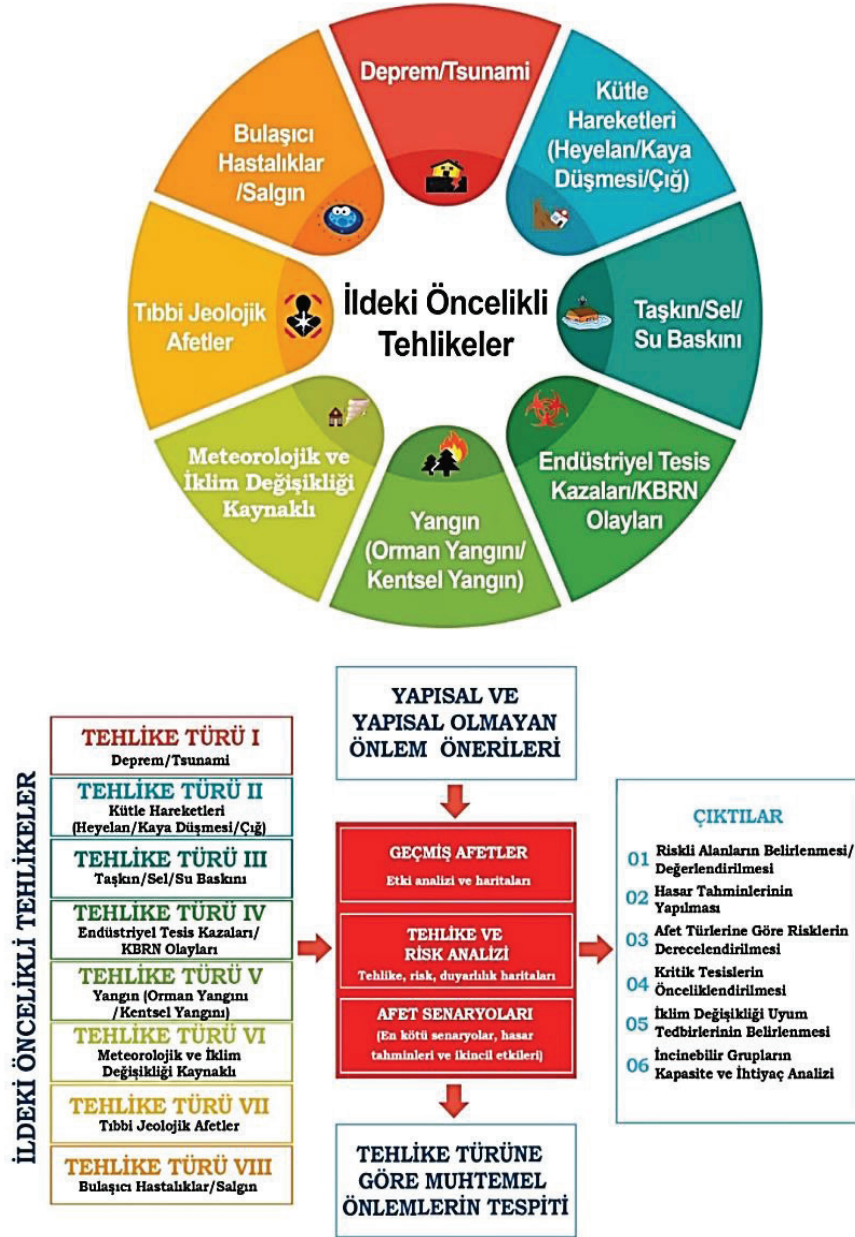 Deprem/Tsunami
Kütle
Hareketleri
(Heyelan/Kaya
Düşmesi/Çığ)
Taşkın/Sel/
Su Baskını
Endüstriyel Tesis
Kazaları/KBRN
Olayları
Yangın
(Orman Yangını/
Kentsel Yangın)
Meteorolojik ve
İklim Değişikliği
Kaynaklı
Tıbbi Jeolojik
Afetler
Bulaşıcı
Hastalıklar
/Salgın
İldeki Öncelikli
Tehlikeler
İLDEKİ ÖNCELİKLİ TEHLİKELER
TEHLİKE TÜRÜ I
Deprem/Tsunami
TEHLİKE TÜRÜ II
Kütle Hareketleri
(Heyelan/Kaya Düşmesi/Çığ)
TEHLİKE TÜRÜ III
Taşkın/Sel/Su Baskını
TEHLİKE TÜRÜ IV
Endüstriyel Tesis Kazaları/
KBRN Olayları
TEHLİKE TÜRÜ V
Yangın (Orman Yangını
/Kentsel Yangını)
TEHLİKE TÜRÜ VI
Meteorolojik ve İklim
Değişikliği Kaynaklı
TEHLİKE TÜRÜ VII
Tıbbi Jeolojik Afetler
TEHLİKE TÜRÜ VIII
Bulaşıcı Hastalıklar/Salgın
YAPISAL VE
YAPISAL OLMAYAN
ÖNLEM ÖNERİLERİ
GEÇMİŞ AFETLER
Etki analizi ve haritaları
TEHLİKE VE
RİSK ANALİZİ
Tehlike, risk, duyarlılık haritaları
AFET SENARYOLARI
(En kötü senaryolar, hasar
tahminleri ve ikincil etkileri)
TEHLİKE TÜRÜNE
GÖRE MUHTEMEL
ÖNLEMLERİN TESPİTİ
ÇIKTILAR
01 Riskli Alanların Belirlenmesi/
Değerlendirilmesi
02 Hasar Tahminlerinin
Yapılması
03 Afet Türlerine Göre Risklerin
Derecelendirilmesi
04 Kritik Tesislerin
Önceliklendirilmesi
05 İklim Değişikliği Uyum
Tedbirlerinin Belirlenmesi
06 İncinebilir Grupların
Kapasite ve İhtiyaç Analizi